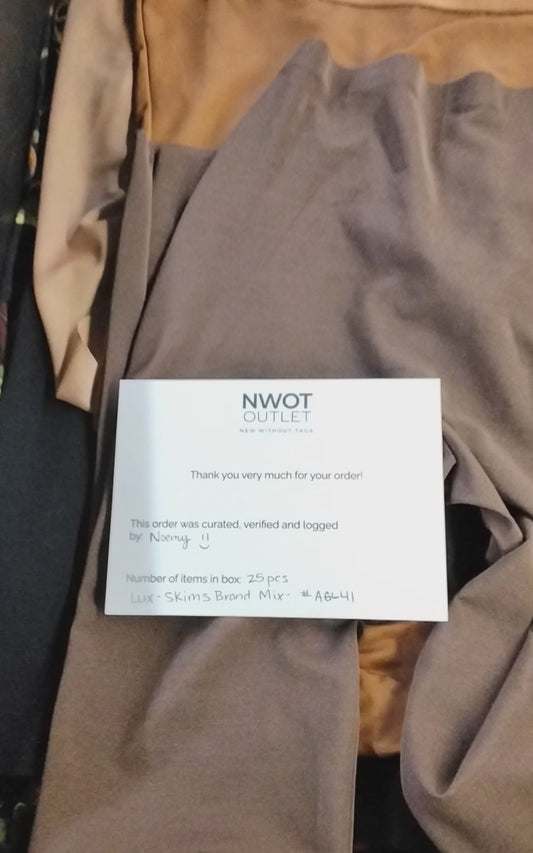 NWOT
OUTLET
NEW WITHOUT TAGS
Thank you very much for your order!
This order was curated, verified and logged
by: Noemy !!
Number of items in box: 25 pcs
Lux - Skims Brand Mix - #AGL41